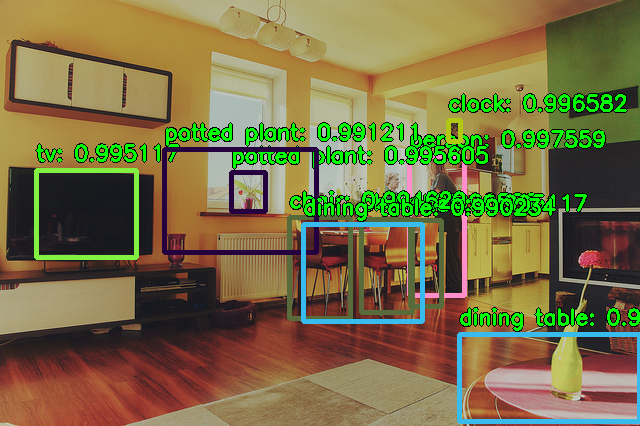 clock: 0.996582
potted plant: 0.991211
person: 0.997559
tv: 0.995117
potted plant: 0.995605
dining table: 0.990234
dining table: 0.9